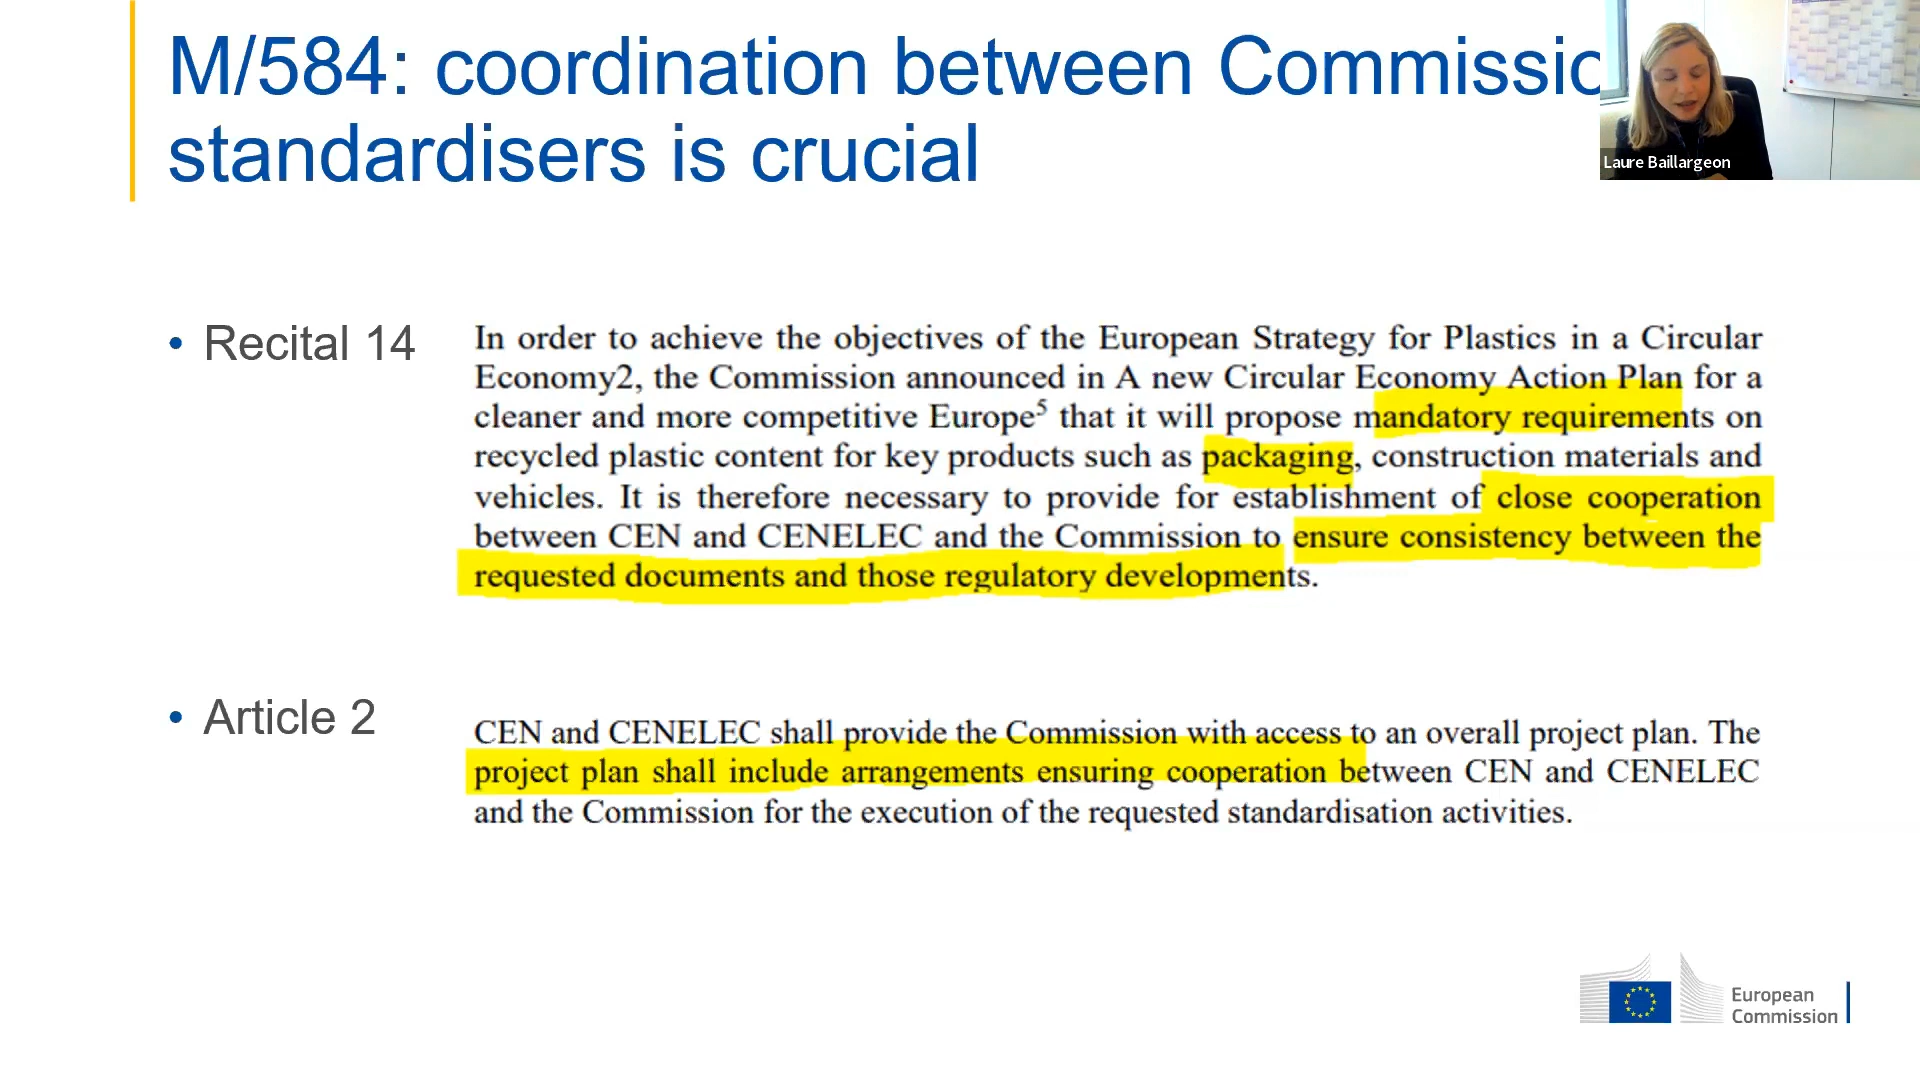 M/584: coordination between Commissio
standardisers is crucial
Laure Baillargeon
• Recital 14
In order to achieve the objectives of the European Strategy for Plastics in a Circular
Economy2, the Commission announced in A new Circular Economy Action Plan for a
cleaner and more competitive Europe⁵ that it will propose mandatory requirements on
recycled plastic content for key products such as packaging, construction materials and
vehicles. It is therefore necessary to provide for establishment of close cooperation
between CEN and CENELEC and the Commission to ensure consistency between the
requested documents and those regulatory developments.
• Article 2
CEN and CENELEC shall provide the Commission with access to an overall project plan. The
project plan shall include arrangements ensuring cooperation between CEN and CENELEC
and the Commission for the execution of the requested standardisation activities.
European
Commission